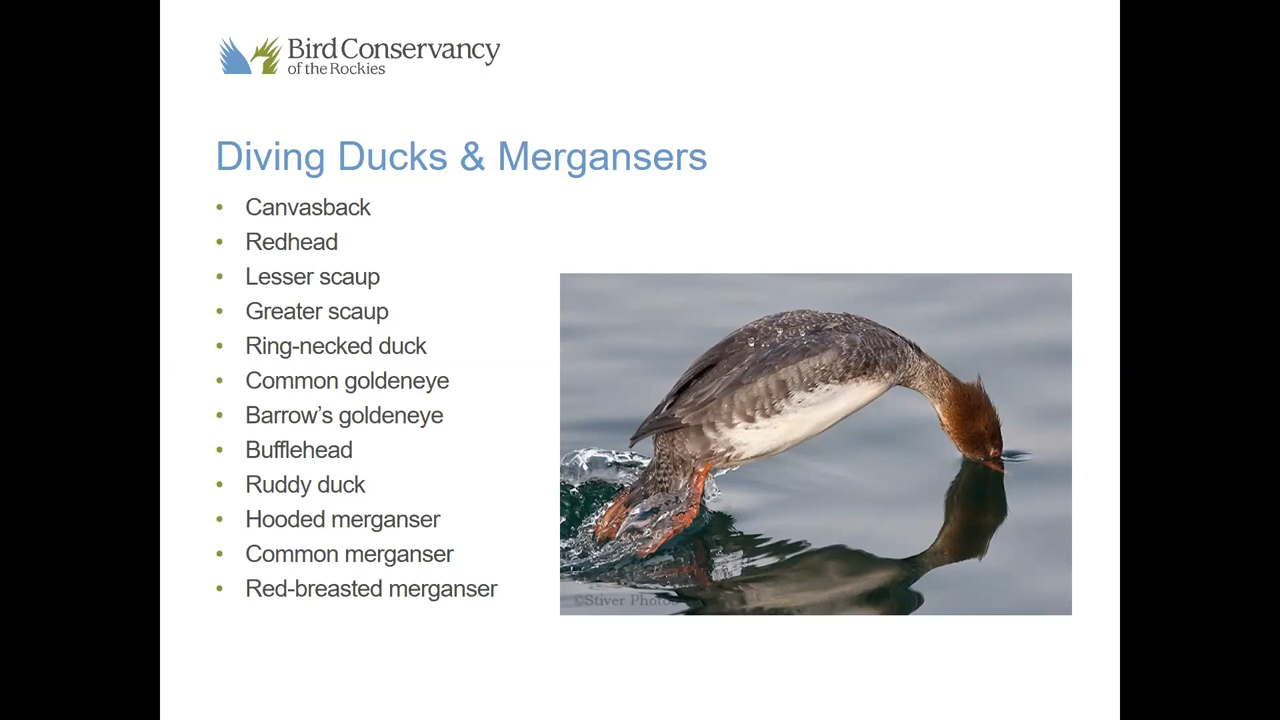 Bird Conservancy
of the Rockies
Diving Ducks & Mergansers
• Canvasback
• Redhead
• Lesser scaup
• Greater scaup
• Ring-necked duck
• Common goldeneye
• Barrow’s goldeneye
• Bufflehead
• Ruddy duck
• Hooded merganser
• Common merganser
• Red-breasted merganser
©Stiver Photos